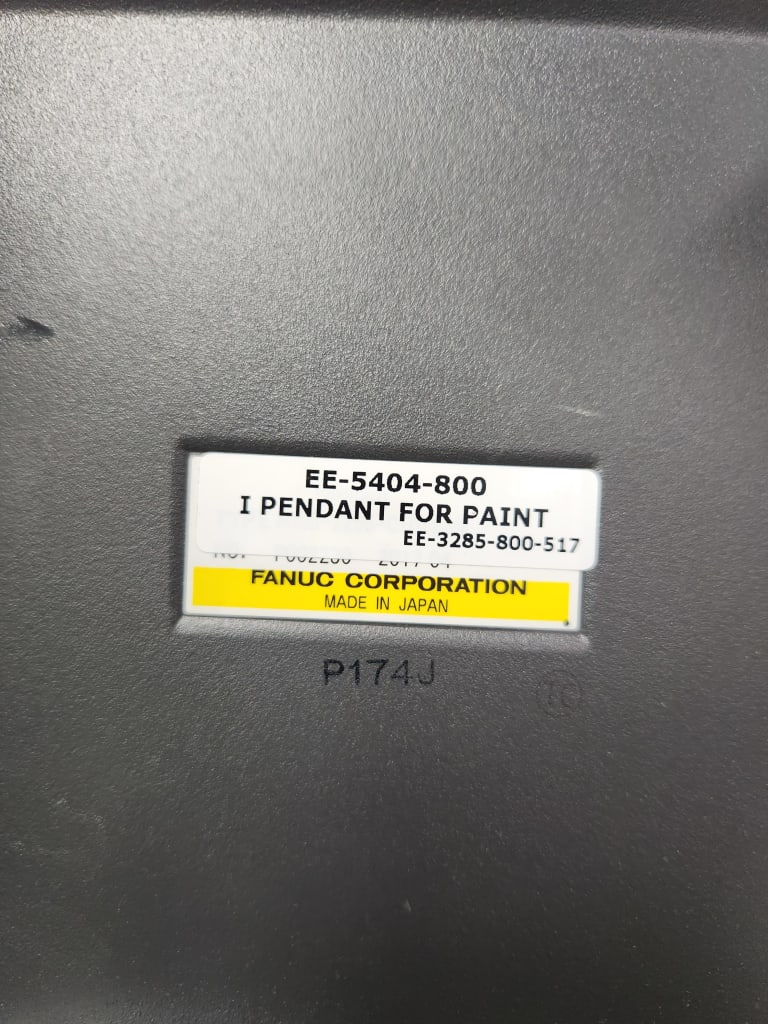 EE-5404-800
I PENDANT FOR PAINT
EE-3285-800-517
FANUC CORPORATION
MADE IN JAPAN
P174J